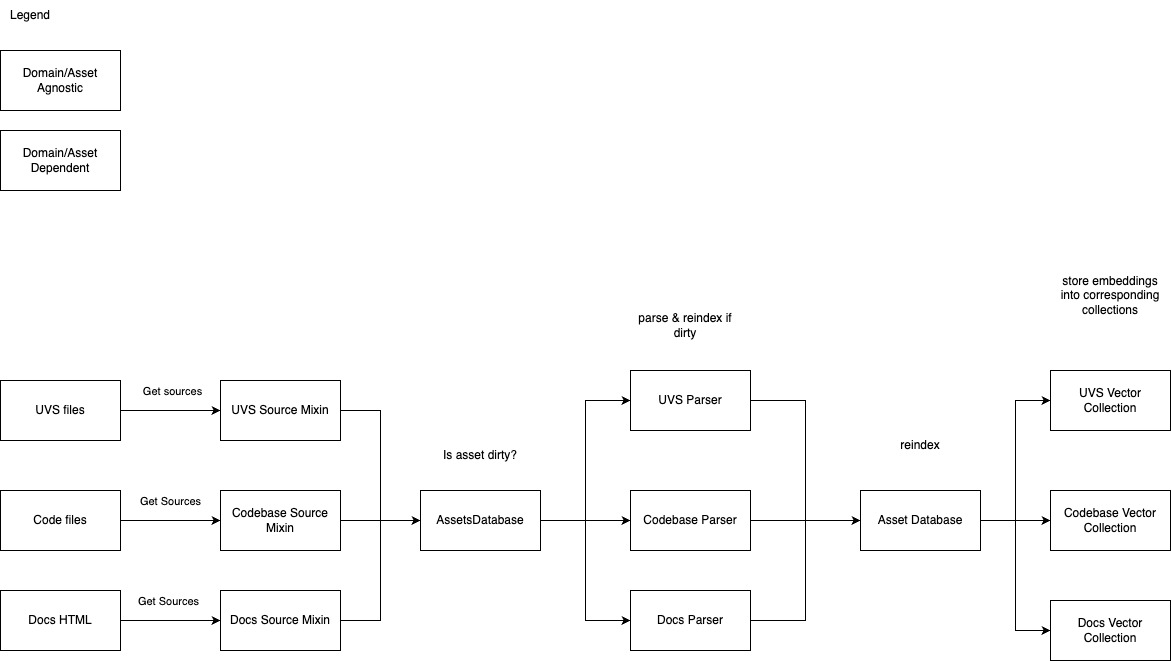 Legend
Domain/Asset
Agnostic
Domain/Asset
Dependent
store embeddings
into corresponding
collections
parse & reindex if
dirty
UVS files
Get sources
UVS Source Mixin
UVS Parser
UVS Vector
Collection
Is asset dirty?
reindex
Code files
Get Sources
Codebase Source
Mixin
AssetsDatabase
Codebase Parser
Asset Database
Codebase Vector
Collection
Docs HTML
Get Sources
Docs Source Mixin
Docs Parser
Docs Vector
Collection